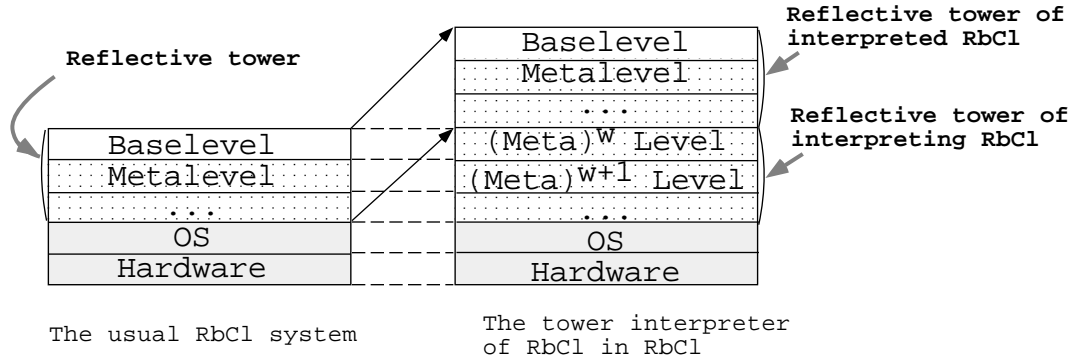 Reflective tower
Baselevel
Metalevel
...
OS
Hardware
The usual RbCl system
Reflective tower of
interpreted RbCl
Baselevel
Metalevel
...
(Meta)^w Level
(Meta)^w+1 Level
...
OS
Hardware
Reflective tower of
interpreting RbCl
The tower interpreter
of RbCl in RbCl